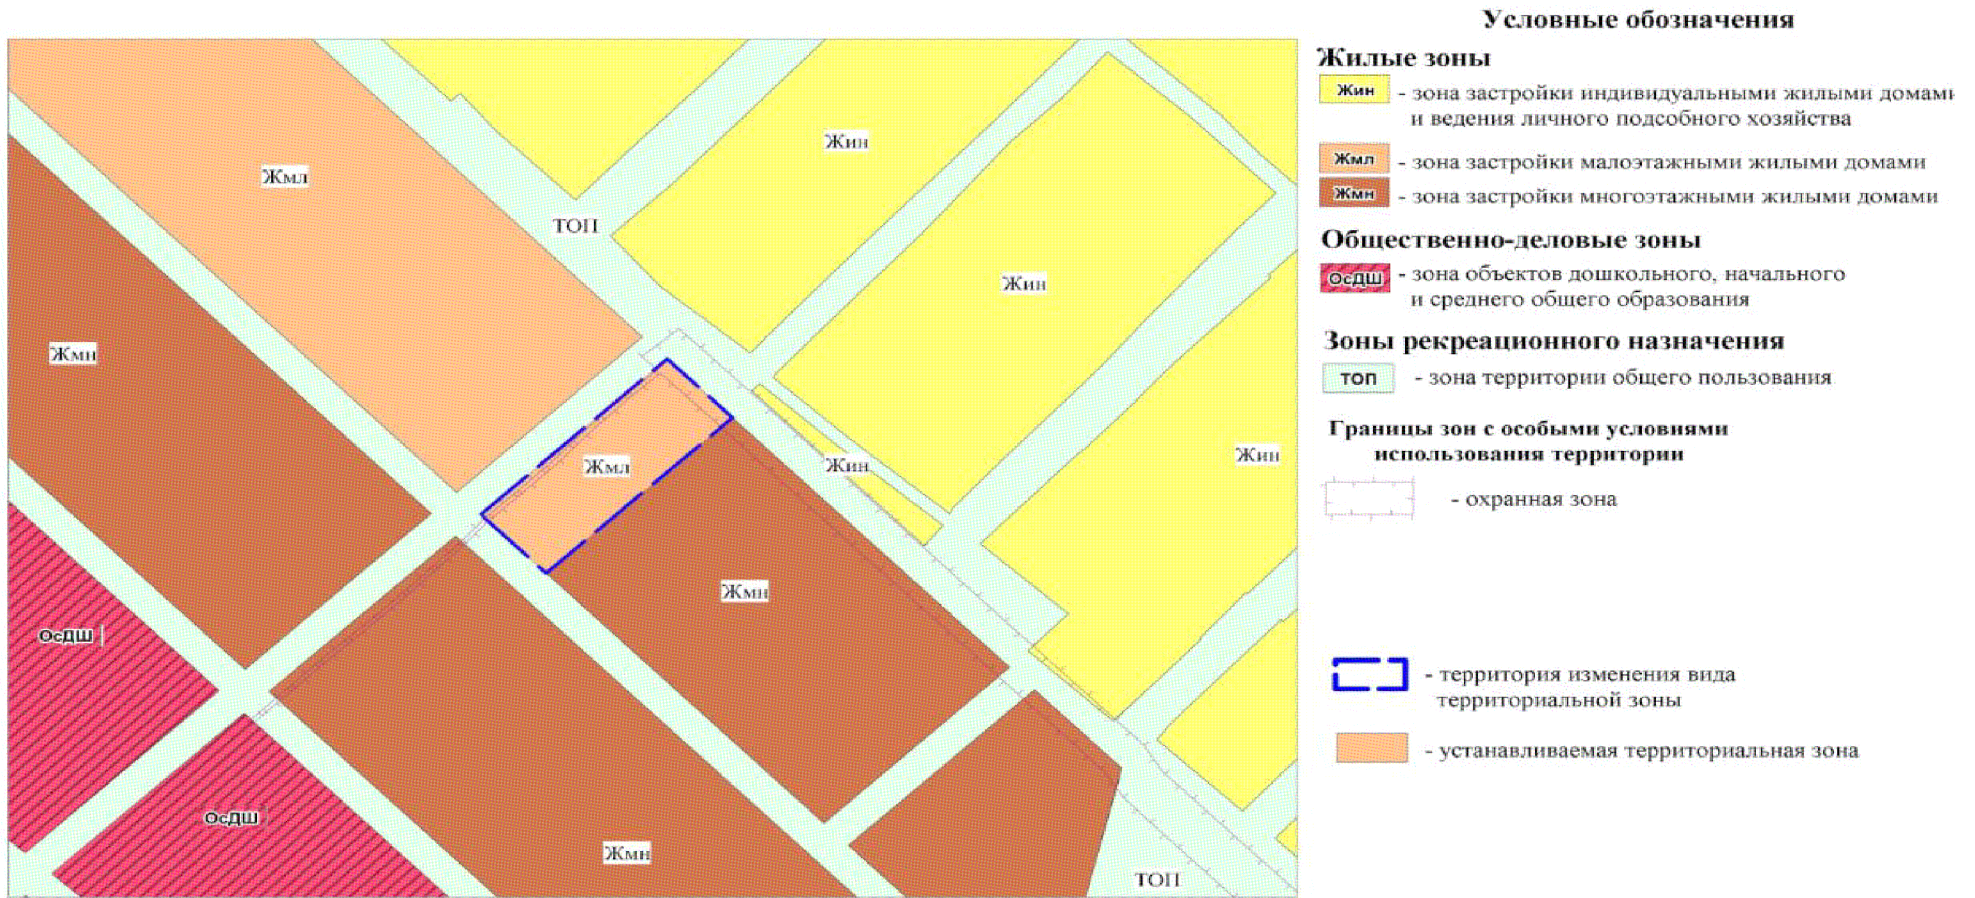 Условные обозначения
Жилые зоны
Жин - зона застройки индивидуальными жилыми домами
и ведения личного подсобного хозяйства
Жмл - зона застройки малоэтажными жилыми домами
Жмн - зона застройки многоэтажными жилыми домами
Общественно-деловые зоны
ОсДШ - зона объектов дошкольного, начального
и среднего общего образования
Зоны рекреационного назначения
ТОП - зона территории общего пользования
Границы зон с особыми условиями
использования территории
- охранная зона
- территория изменения вида
территориальной зоны
- устанавливаемая территориальная зона
Жин
Жмл
ТОП
Жин
Жмн
Жин
Жмл
Жин
Жмн
ОсДШ
ОсДШ
Жмн
ТОП